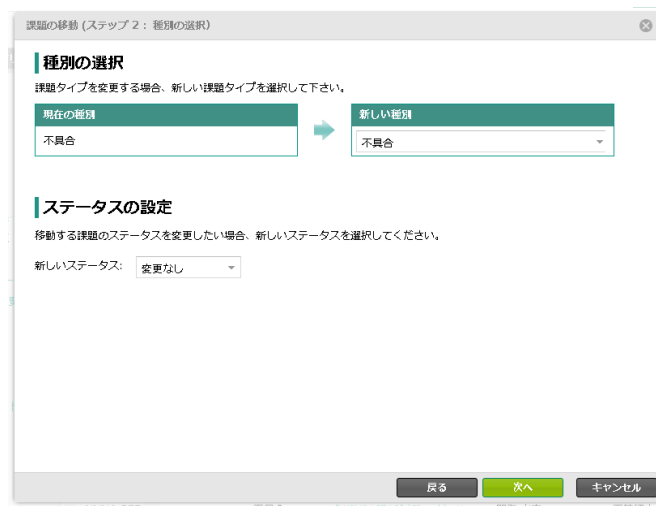 課題の移動 (ステップ 2 : 種別の選択)
種別の選択
課題タイプを変更する場合、新しい課題タイプを選択して下さい。
現在の種別
新しい種別
不具合
不具合
ステータスの設定
移動する課題のステータスを変更したい場合、新しいステータスを選択してください。
新しいステータス: 変更なし
戻る
次へ
キャンセル